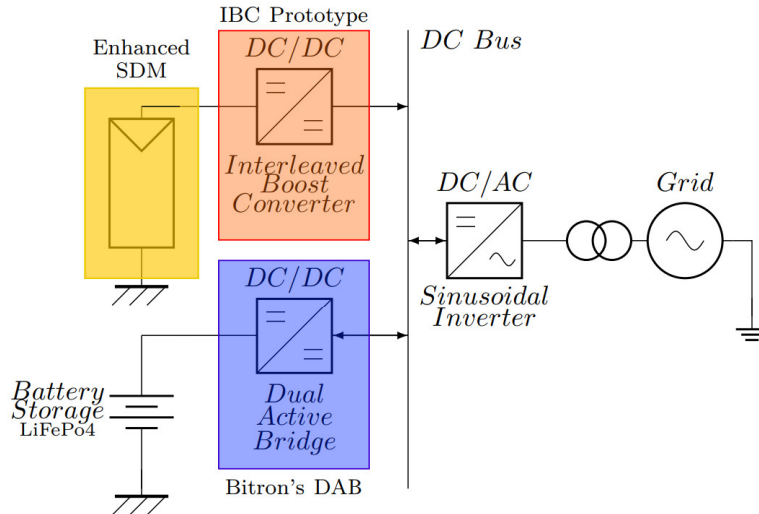 IBC Prototype
Enhanced
SDM
DC/DC
DC Bus
Interleaved
Boost
Converter
DC/AC
Grid
Sinusoidal
Inverter
DC/DC
Battery
Storage
LiFePo4
Dual
Active
Bridge
Bitron's DAB